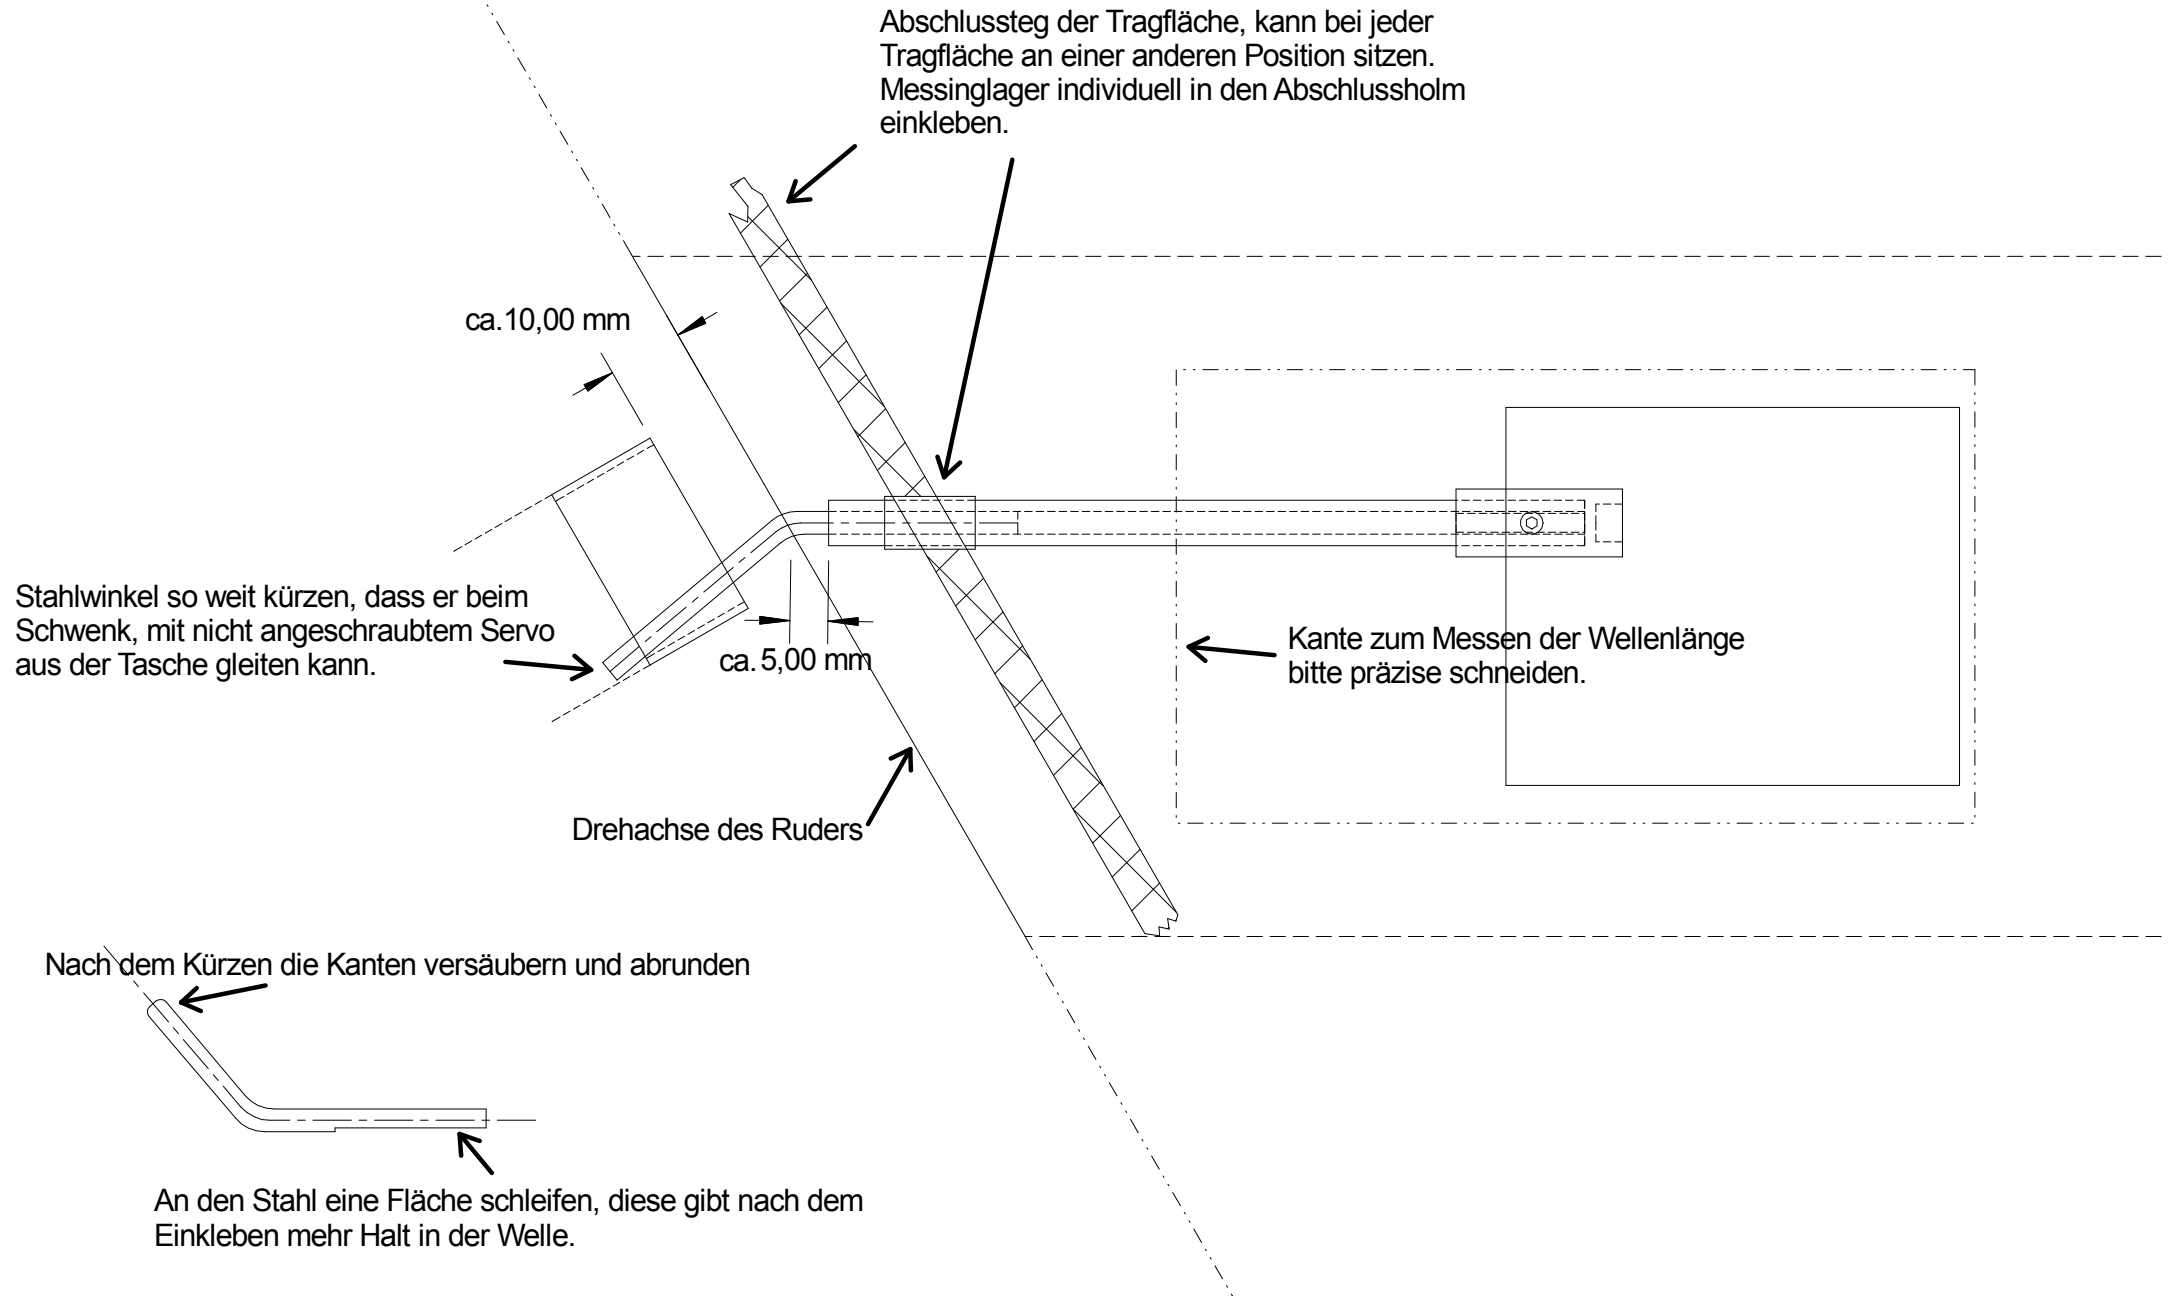 Abschlussteg der Tragfläche, kann bei jeder
Tragfläche an einer anderen Position sitzen.
Messinglager individuell in den Abschlussholm
einkleben.
ca.10,00 mm
Stahlwinkel so weit kürzen, dass er beim
Schwenk, mit nicht angeschraubtem Servo
aus der Tasche gleiten kann.
ca. 5,00 mm
Kante zum Messen der Wellenlänge
bitte präzise schneiden.
Drehachse des Ruders
Nach dem Kürzen die Kanten versäubern und abrunden
An den Stahl eine Fläche schleifen, diese gibt nach dem
Einkleben mehr Halt in der Welle.